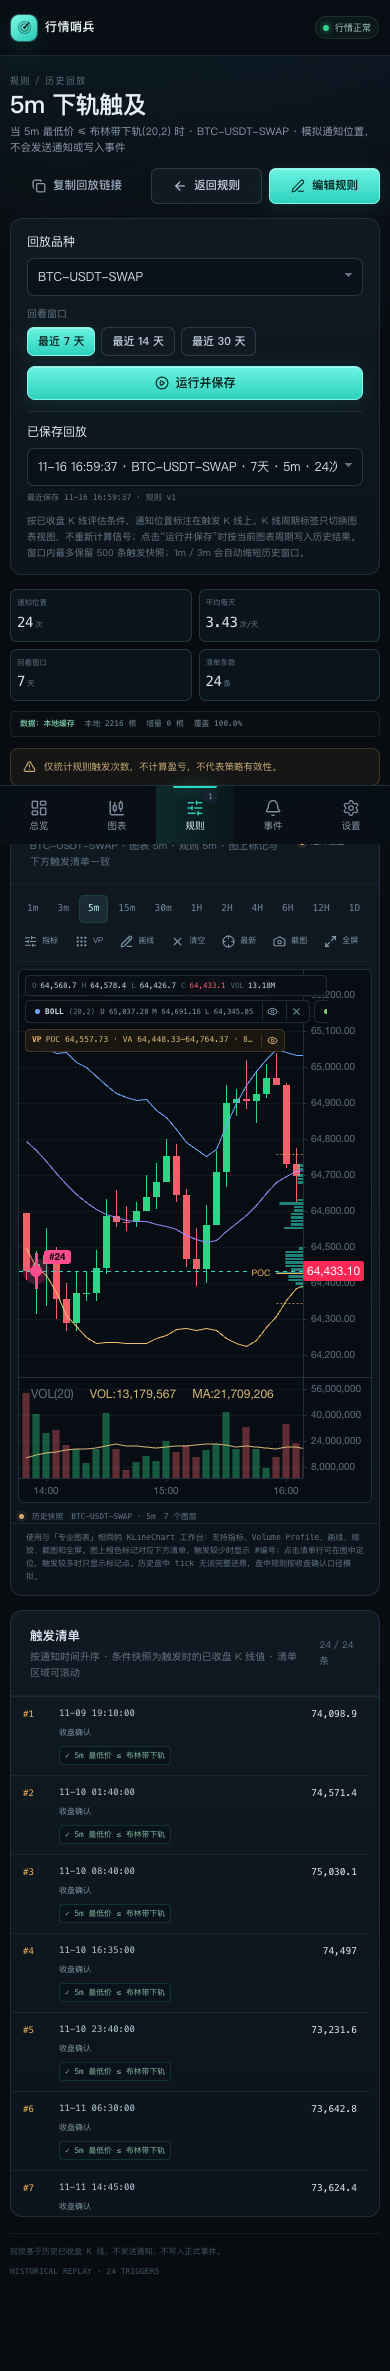 行情哨兵
行情正常
规则 / 历史回放
5m 下轨触及
当 5m 最低价 ≤ 布林带下轨(20,2) 时 · BTC-USDT-SWAP · 模拟通知位置，
不会发送通知或写入事件
复制回放链接
返回规则
编辑规则
回放品种
BTC-USDT-SWAP
回看窗口
最近 7 天
最近 14 天
最近 30 天
运行并保存
已保存回放
11-16 16:59:37 · BTC-USDT-SWAP · 7天 · 5m · 24次
最近保存 11-16 16:59:37 · 规则 v1
按已收盘 K 线评估条件，通知位置标注在触发 K 线上。K 线周期标签只切换图
表视图，不重新计算信号；点击“运行并保存”时按当前图表周期写入历史结果。
窗口内最多保留 500 条触发快照；1m / 3m 会自动缩短历史窗口。
通知位置
24次
平均每天
3.43次/天
回看窗口
7天
清单条数
24条
数据: 本地缓存 本地 2216 根 增量 0 根 覆盖 100.0%
仅统计规则触发次数，不计算盈亏，不代表策略有效性。
总览
图表
1
规则
事件
设置
BTC-USDT-SWAP · 图表 5m · 规则 5m · 图上标记与
下方触发清单一致
1m 3m 5m 15m 30m 1H 2H 4H 6H 12H 1D
指标 VP 画线 清空 最新 截图 全屏
O 64,568.7 H 64,578.4 L 64,426.7 C 64,433.1 VOL 13.18M
BOLL (20,2) U 65,037.28 M 64,691.16 L 64,345.05
VP POC 64,557.73 · VA 64,448.33–64,764.37 · 8…
65,100.00
65,000.00
64,900.00
64,800.00
64,700.00
64,600.00
64,500.00
#24
POC
64,433.10
64,400.00
64,300.00
64,200.00
VOL(20) VOL:13,179,567 MA:21,709,206
56,000,000
40,000,000
24,000,000
8,000,000
14:00 15:00 16:00
历史快照 BTC-USDT-SWAP · 5m 7 个图层
使用与「专业图表」相同的 KLineChart 工作台：支持指标、Volume Profile、画线、缩
放、截图和全屏。图上橙色标记对应下方清单，触发较少时显示 #编号；点击清单行可在图中定
位，触发较多时只显示标记点。历史盘中 tick 无法完整还原，盘中规则按收盘确认口径模
拟。
触发清单
按通知时间升序 · 条件快照为触发时的已收盘 K 线值 · 清单
区域可滚动
24 / 24
条
#1 11-09 19:10:00 74,098.9
收盘确认
✓ 5m 最低价 ≤ 布林带下轨
#2 11-10 01:40:00 74,571.4
收盘确认
✓ 5m 最低价 ≤ 布林带下轨
#3 11-10 08:40:00 75,030.1
收盘确认
✓ 5m 最低价 ≤ 布林带下轨
#4 11-10 16:35:00 74,497
收盘确认
✓ 5m 最低价 ≤ 布林带下轨
#5 11-10 23:40:00 73,231.6
收盘确认
✓ 5m 最低价 ≤ 布林带下轨
#6 11-11 06:30:00 73,642.8
收盘确认
✓ 5m 最低价 ≤ 布林带下轨
#7 11-11 14:45:00 73,624.4
收盘确认
回放基于历史已收盘 K 线，不发送通知，不写入正式事件。
HISTORICAL REPLAY · 24 TRIGGERS